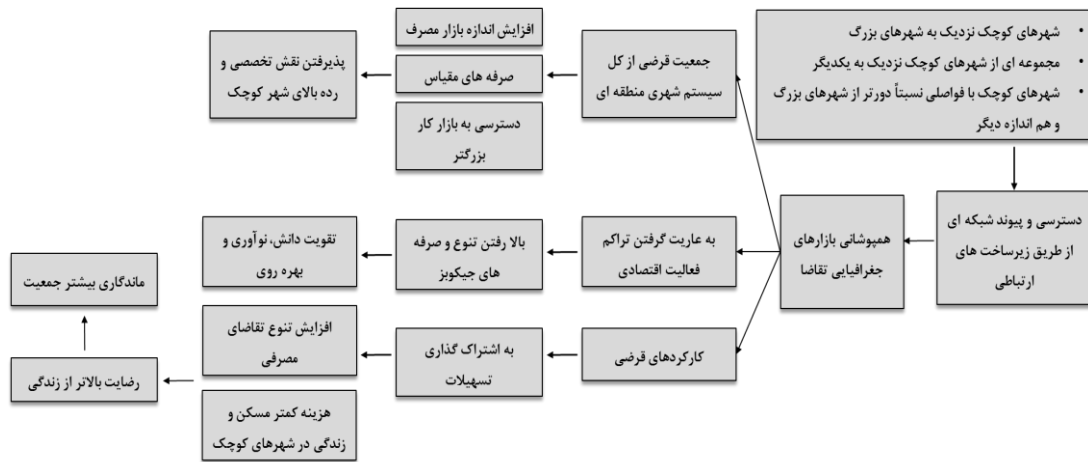 • شهرهای کوچک نزدیک به شهرهای بزرگ
• مجموعه ای از شهرهای کوچک نزدیک به یکدیگر
• شهرهای کوچک با فواصلی نسبتاً دورتر از شهرهای بزرگ
و هم اندازه دیگر
دسترسی و پیوند شبکه ای
از طریق زیرساخت های
ارتباطی
همپوشانی بازارهای
جغرافیایی تقاضا
جمعیت قرضی از کل
سیستم شهری منطقه ای
افزایش اندازه بازار مصرف
صرفه های مقیاس
دسترسی به بازار کار
بزرگتر
پذیرفتن نقش تخصصی و
رده بالای شهر کوچک
به عاریت گرفتن تراکم
فعالیت اقتصادی
بالا رفتن تنوع و صرفه
های جیکوبز
تقویت دانش، نوآوری و
بهره روی
کارکردهای قرضی
به اشتراک گذاری
تسهیلات
افزایش تنوع تقاضای
مصرفی
هزینه کمتر مسکن و
زندگی در شهرهای کوچک
رضایت بالاتر از زندگی
ماندگاری بیشتر جمعیت